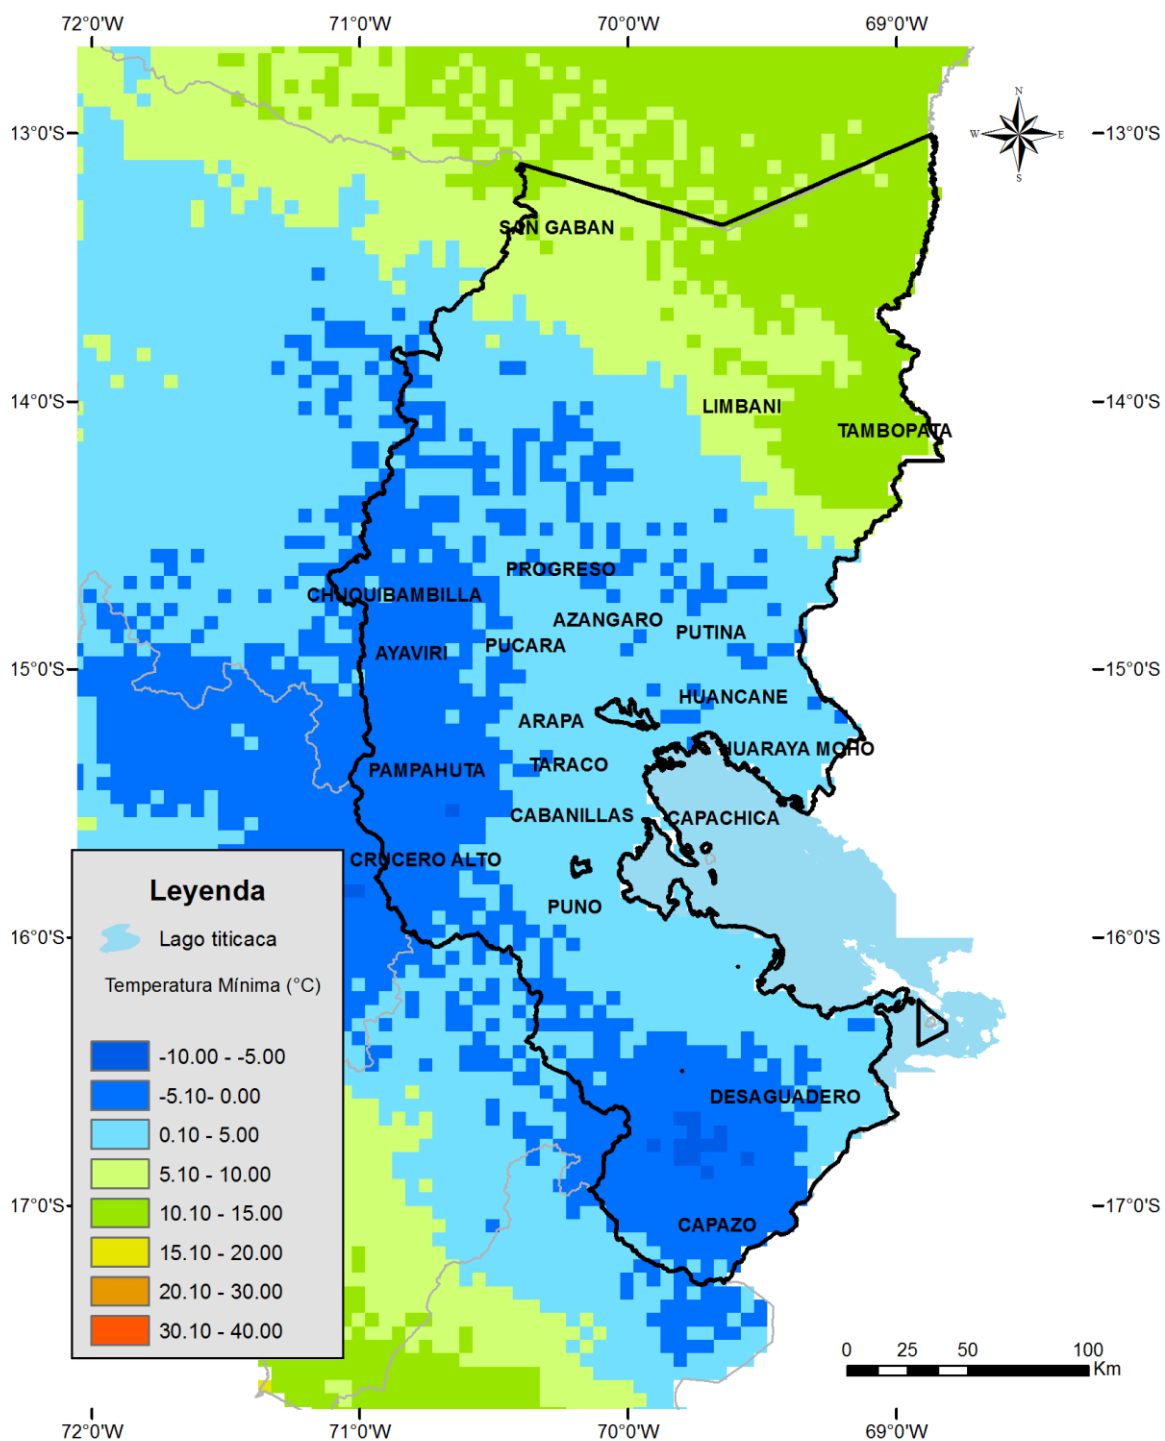 72°0'W 71°0'W 70°0'W 69°0'W
13°0'S 13°0'S
N
W E
S
SAN GABAN
14°0'S 14°0'S
LIMBANI
TAMBOPATA
PROGRESO
CHUQUIBAMBILLA
AZANGARO
PUTINA
PUCARA
AYAVIRI
15°0'S 15°0'S
HUANCANE
ARAPA
HUARAYA MOHO
TARACO
PAMPAHUTA
CABANILLAS
CAPACHICA
CRUCERO ALTO
PUNO
16°0'S 16°0'S
DESAGUADERO
17°0'S 17°0'S
CAPAZO
Leyenda
Lago titicaca
Temperatura Mínima (°C)
-10.00 - -5.00
-5.10- 0.00
0.10 - 5.00
5.10 - 10.00
10.10 - 15.00
15.10 - 20.00
20.10 - 30.00
30.10 - 40.00
0 25 50 100
Km
72°0'W 71°0'W 70°0'W 69°0'W